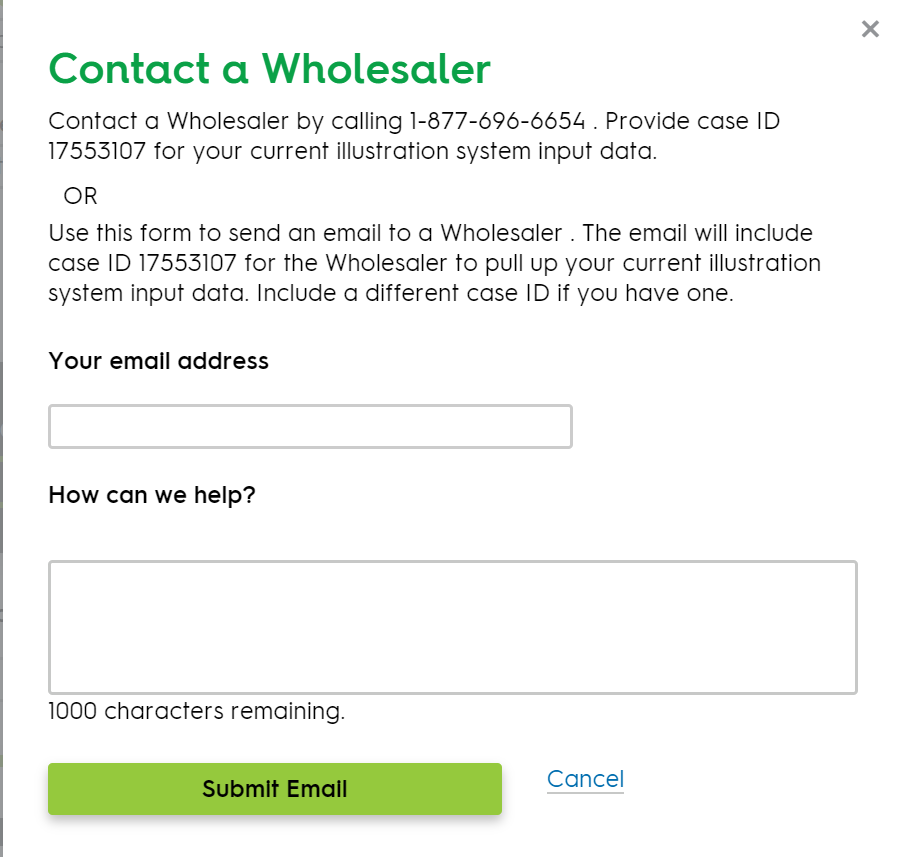 Contact a Wholesaler
Contact a Wholesaler by calling 1-877-696-6654 . Provide case ID
17553107 for your current illustration system input data.
OR
Use this form to send an email to a Wholesaler . The email will include
case ID 17553107 for the Wholesaler to pull up your current illustration
system input data. Include a different case ID if you have one.
Your email address
How can we help?
1000 characters remaining.
Submit Email
Cancel